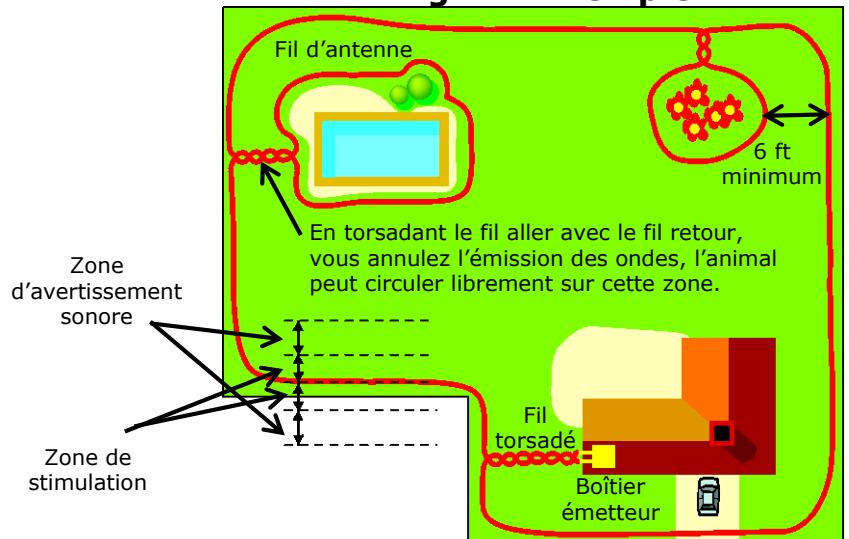 Fil d’antenne
6 ft
minimum
En torsadant le fil aller avec le fil retour,
vous annulez l’émission des ondes, l’animal
peut circuler librement sur cette zone.
Zone
d’avertissement
sonore
Fil
torsadé
Zone de
stimulation
Boîtier
émetteur